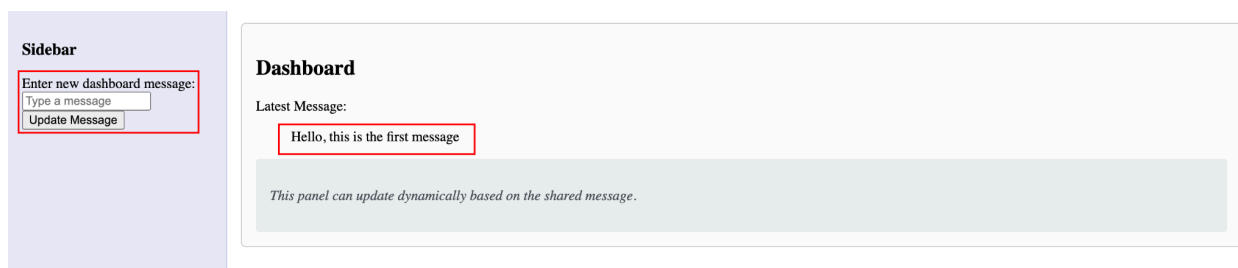 Sidebar
Enter new dashboard message:
Type a message
Update Message
Dashboard
Latest Message:
Hello, this is the first message
This panel can update dynamically based on the shared message.